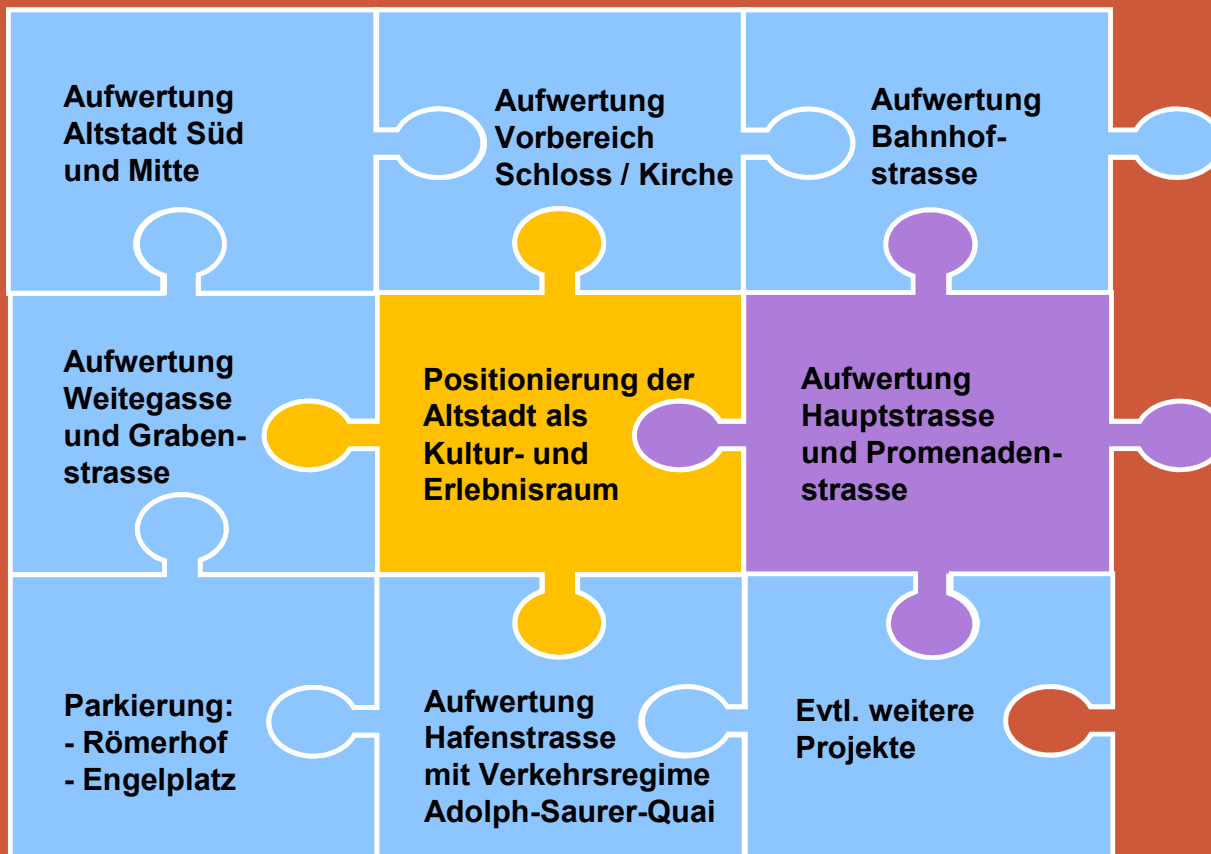 Aufwertung
Altstadt Süd
und Mitte
Aufwertung
Vorbereich
Schloss / Kirche
Aufwertung
Bahnhof-
strasse
Aufwertung
Weitegasse
und Graben-
strasse
Positionierung der
Altstadt als
Kultur- und
Erlebnisraum
Aufwertung
Hauptstrasse
und Promenaden-
strasse
Parkierung:
- Römerhof
- Engelplatz
Aufwertung
Hafenstrasse
mit Verkehrsregime
Adolph-Saurer-Quai
Evtl. weitere
Projekte